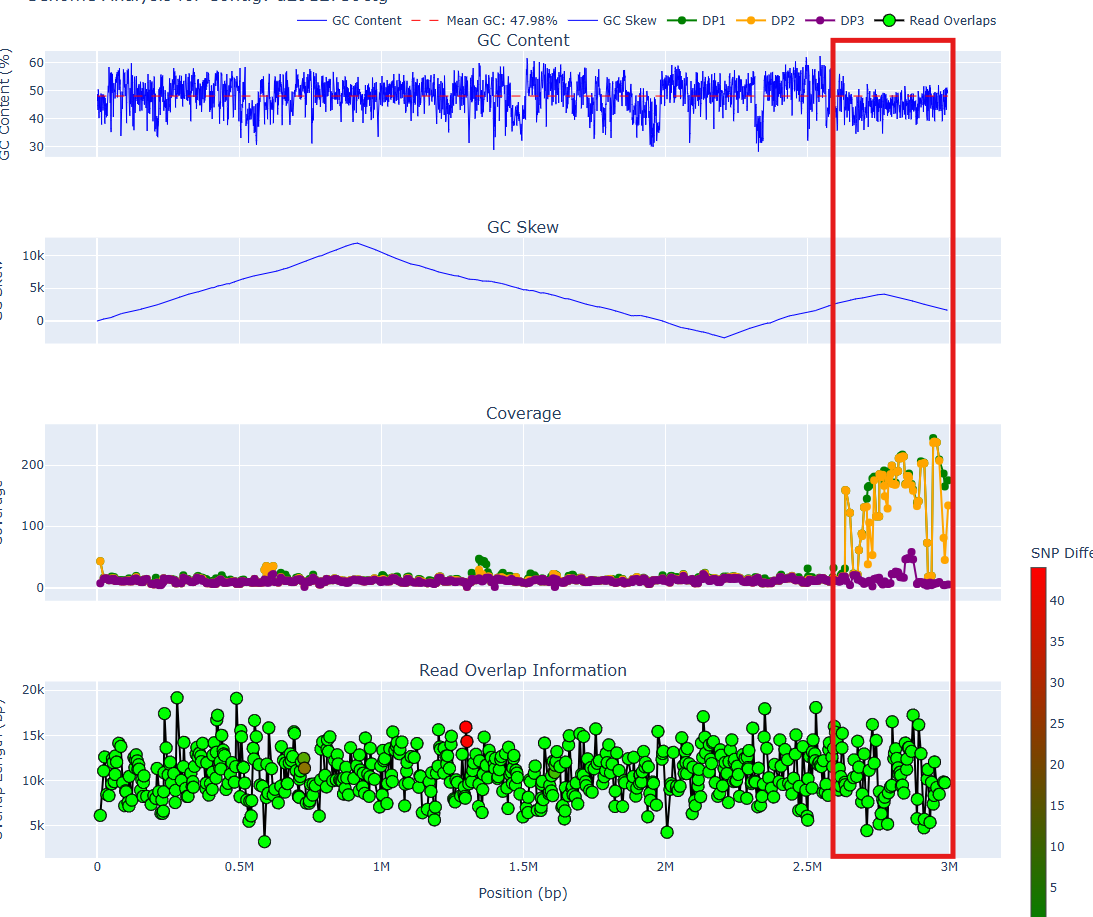 GC Content Mean GC: 47.98% GC Skew DP1 DP2 DP3 Read Overlaps
GC Content
GC Content (%)
60
50
40
30
GC Skew
10k
5k
0
Coverage
200
100
0
Read Overlap Information
20k
15k
10k
5k
0 0.5M 1M 1.5M 2M 2.5M 3M
Position (bp)
SNP Diffe
40
35
30
25
20
15
10
5